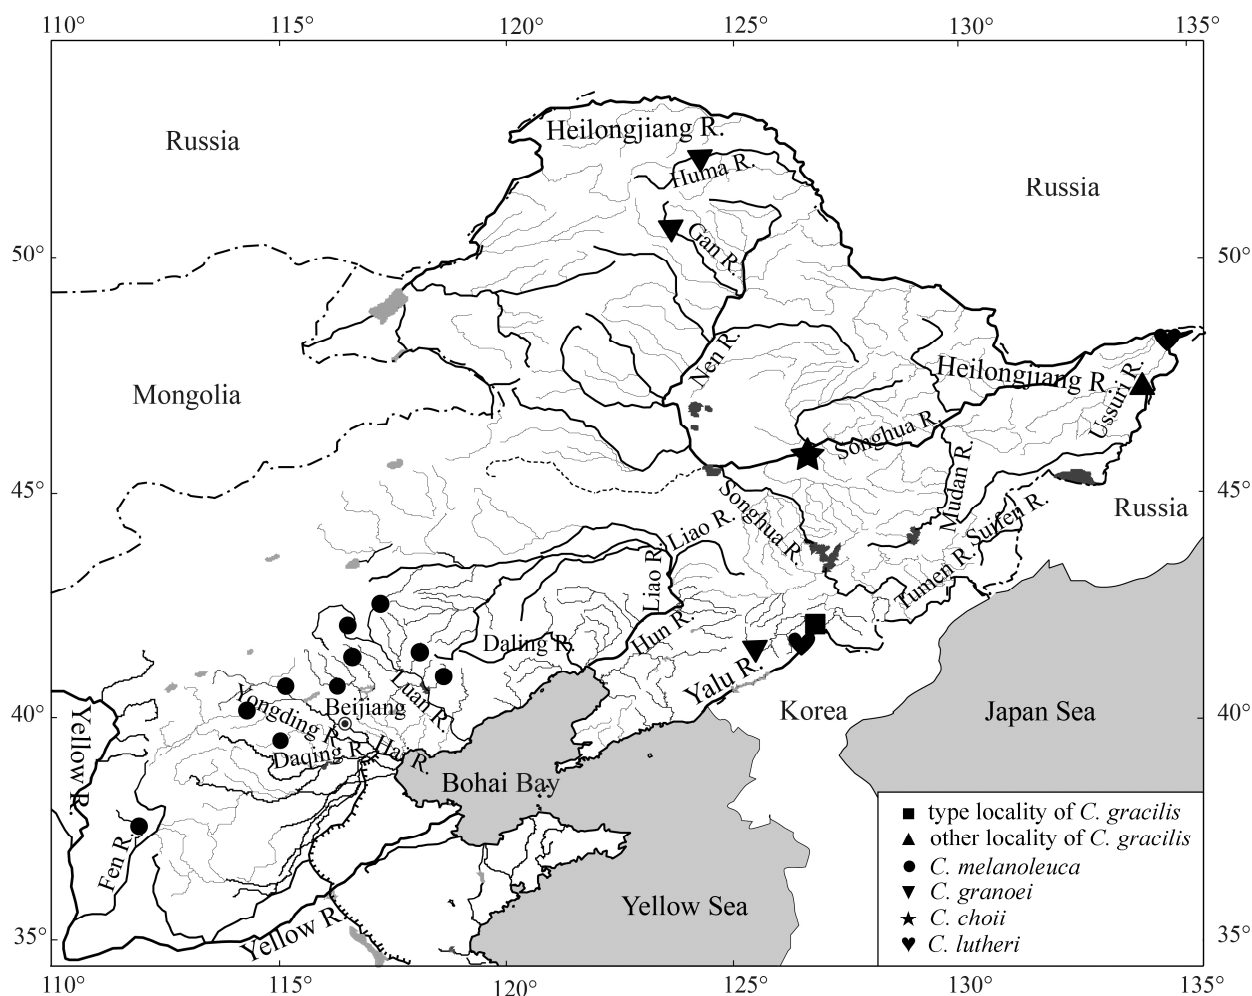 110° 115° 120° 125° 130° 135°
Russia
Heilongjiang R.
Huma R.
Russia
50° 50°
Gan R.
Nen R.
Mongolia
Heilongjiang R.
Ussuri R.
Songhua R.
45° 45°
Mudan R.
Songhua R.
Suifen R.
Russia
Liao R.
Liao R.
Tumen R.
Daling R.
Hun R.
Yalu R.
Luan R.
Yongding R.
Beijiang
40° 40°
Korea
Japan Sea
Yellow R.
Daqing R.
Hai R.
Bohai Bay
Fen R.
Yellow Sea
Yellow R.
35° 35°
type locality of C. gracilis
other locality of C. gracilis
C. melanoleuca
C. granoei
C. choii
C. lutheri
110° 115° 120° 125° 130° 135°